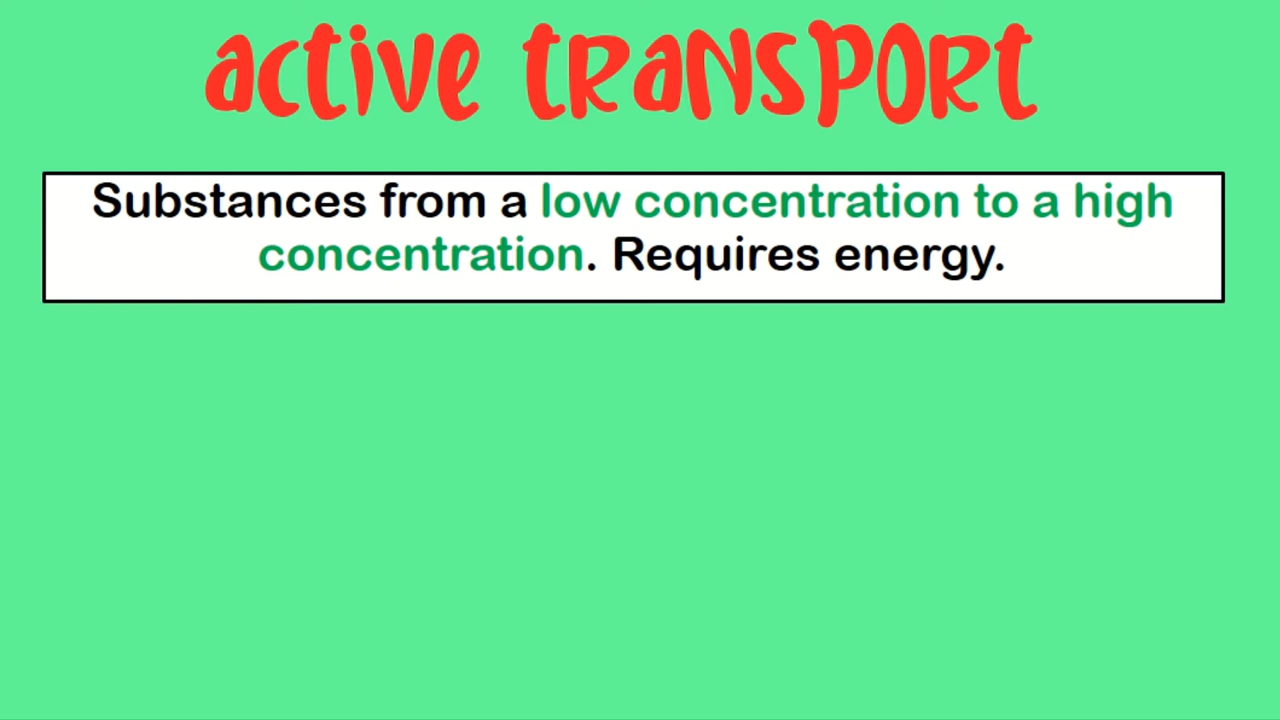 active transport
Substances from a low concentration to a high
concentration. Requires energy.